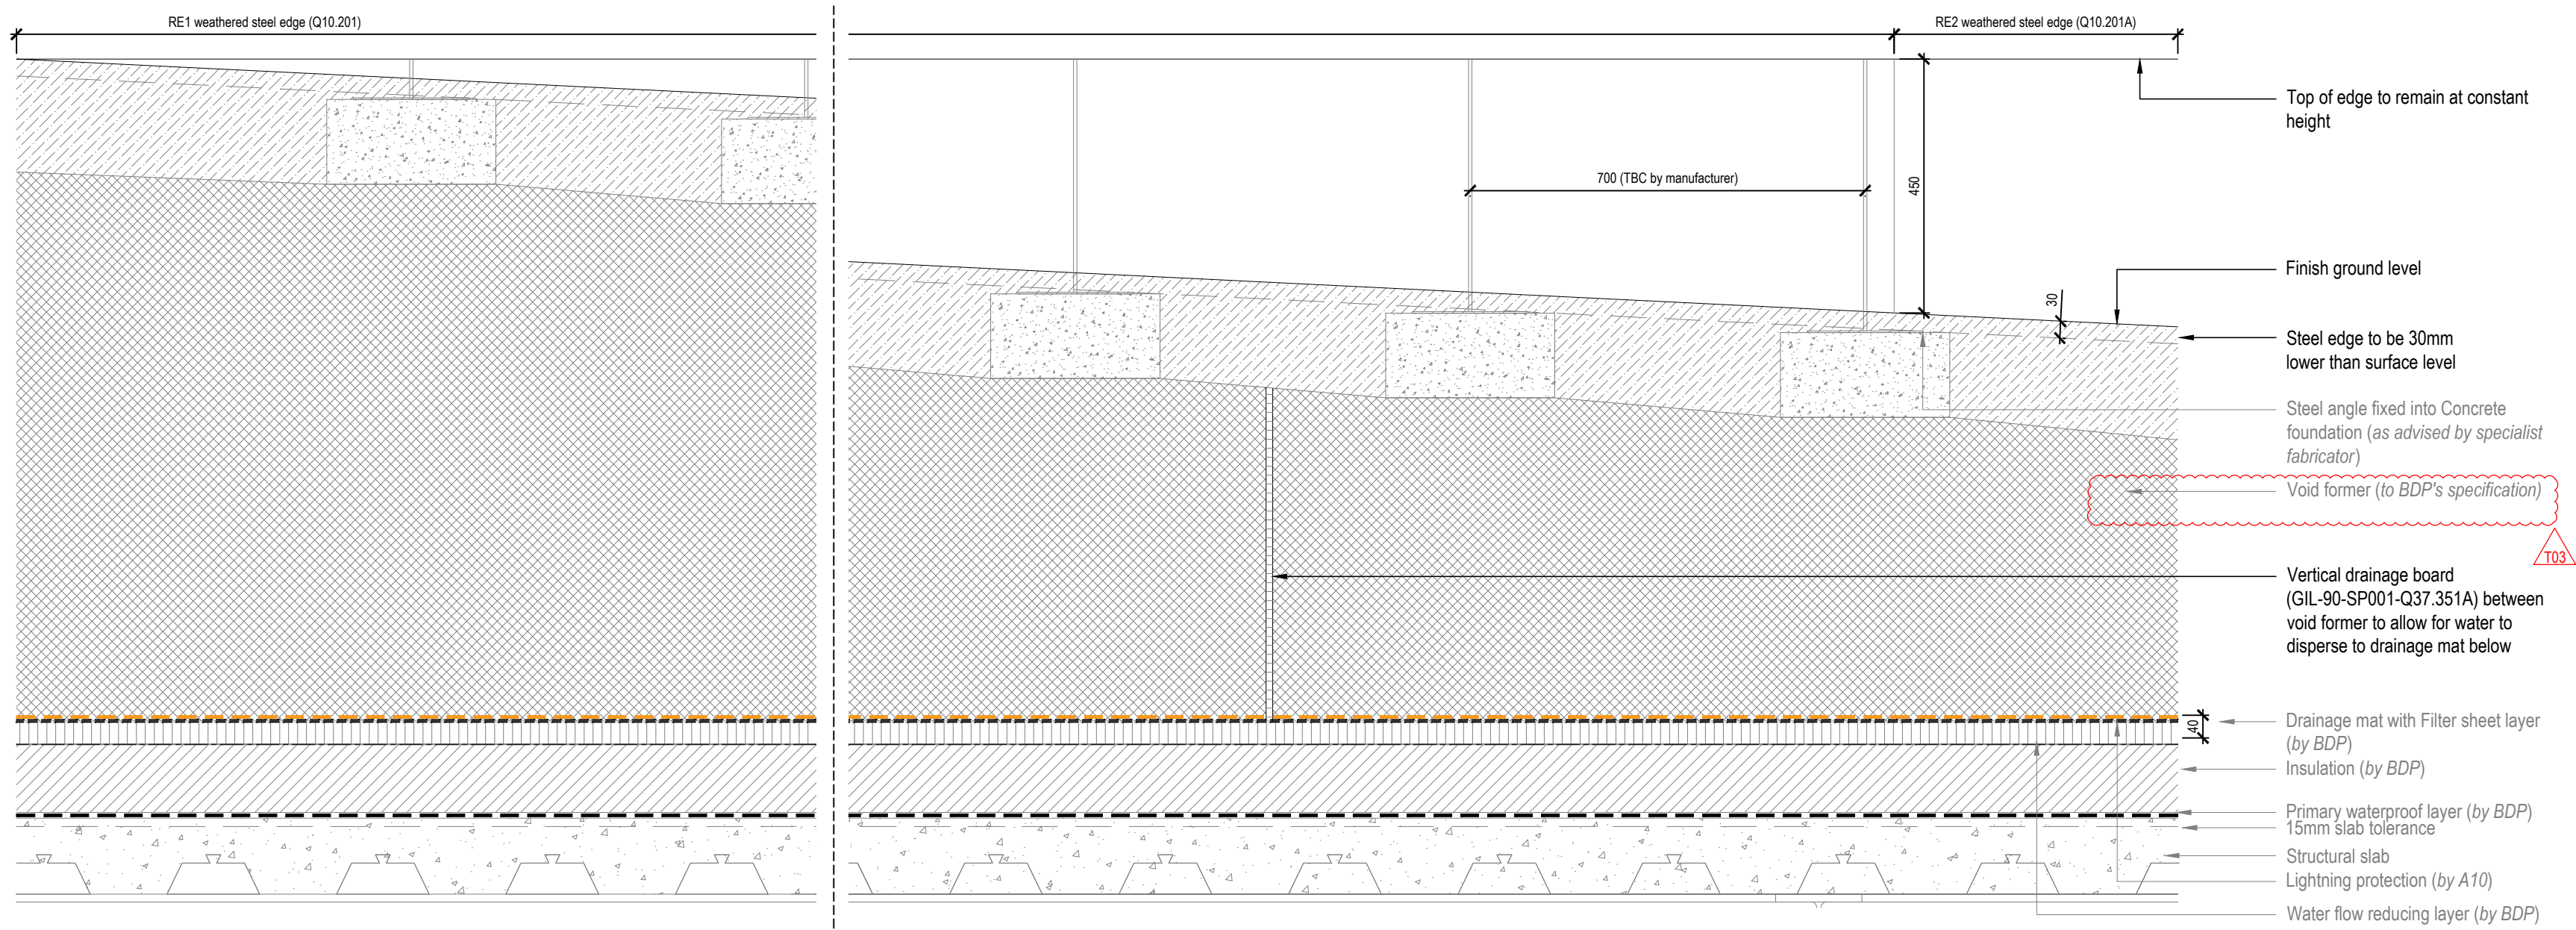 RE1 weathered steel edge (Q10.201)
RE2 weathered steel edge (Q10.201A)
Top of edge to remain at constant
height
700 (TBC by manufacturer)
450
Finish ground level
30
Steel edge to be 30mm
lower than surface level
Steel angle fixed into Concrete
foundation (as advised by specialist
fabricator)
Void former (to BDP's specification)
T03
Vertical drainage board
(GIL-90-SP001-Q37.351A) between
void former to allow for water to
disperse to drainage mat below
40
Drainage mat with Filter sheet layer
(by BDP)
Insulation (by BDP)
Primary waterproof layer (by BDP)
15mm slab tolerance
Structural slab
Lightning protection (by A10)
Water flow reducing layer (by BDP)